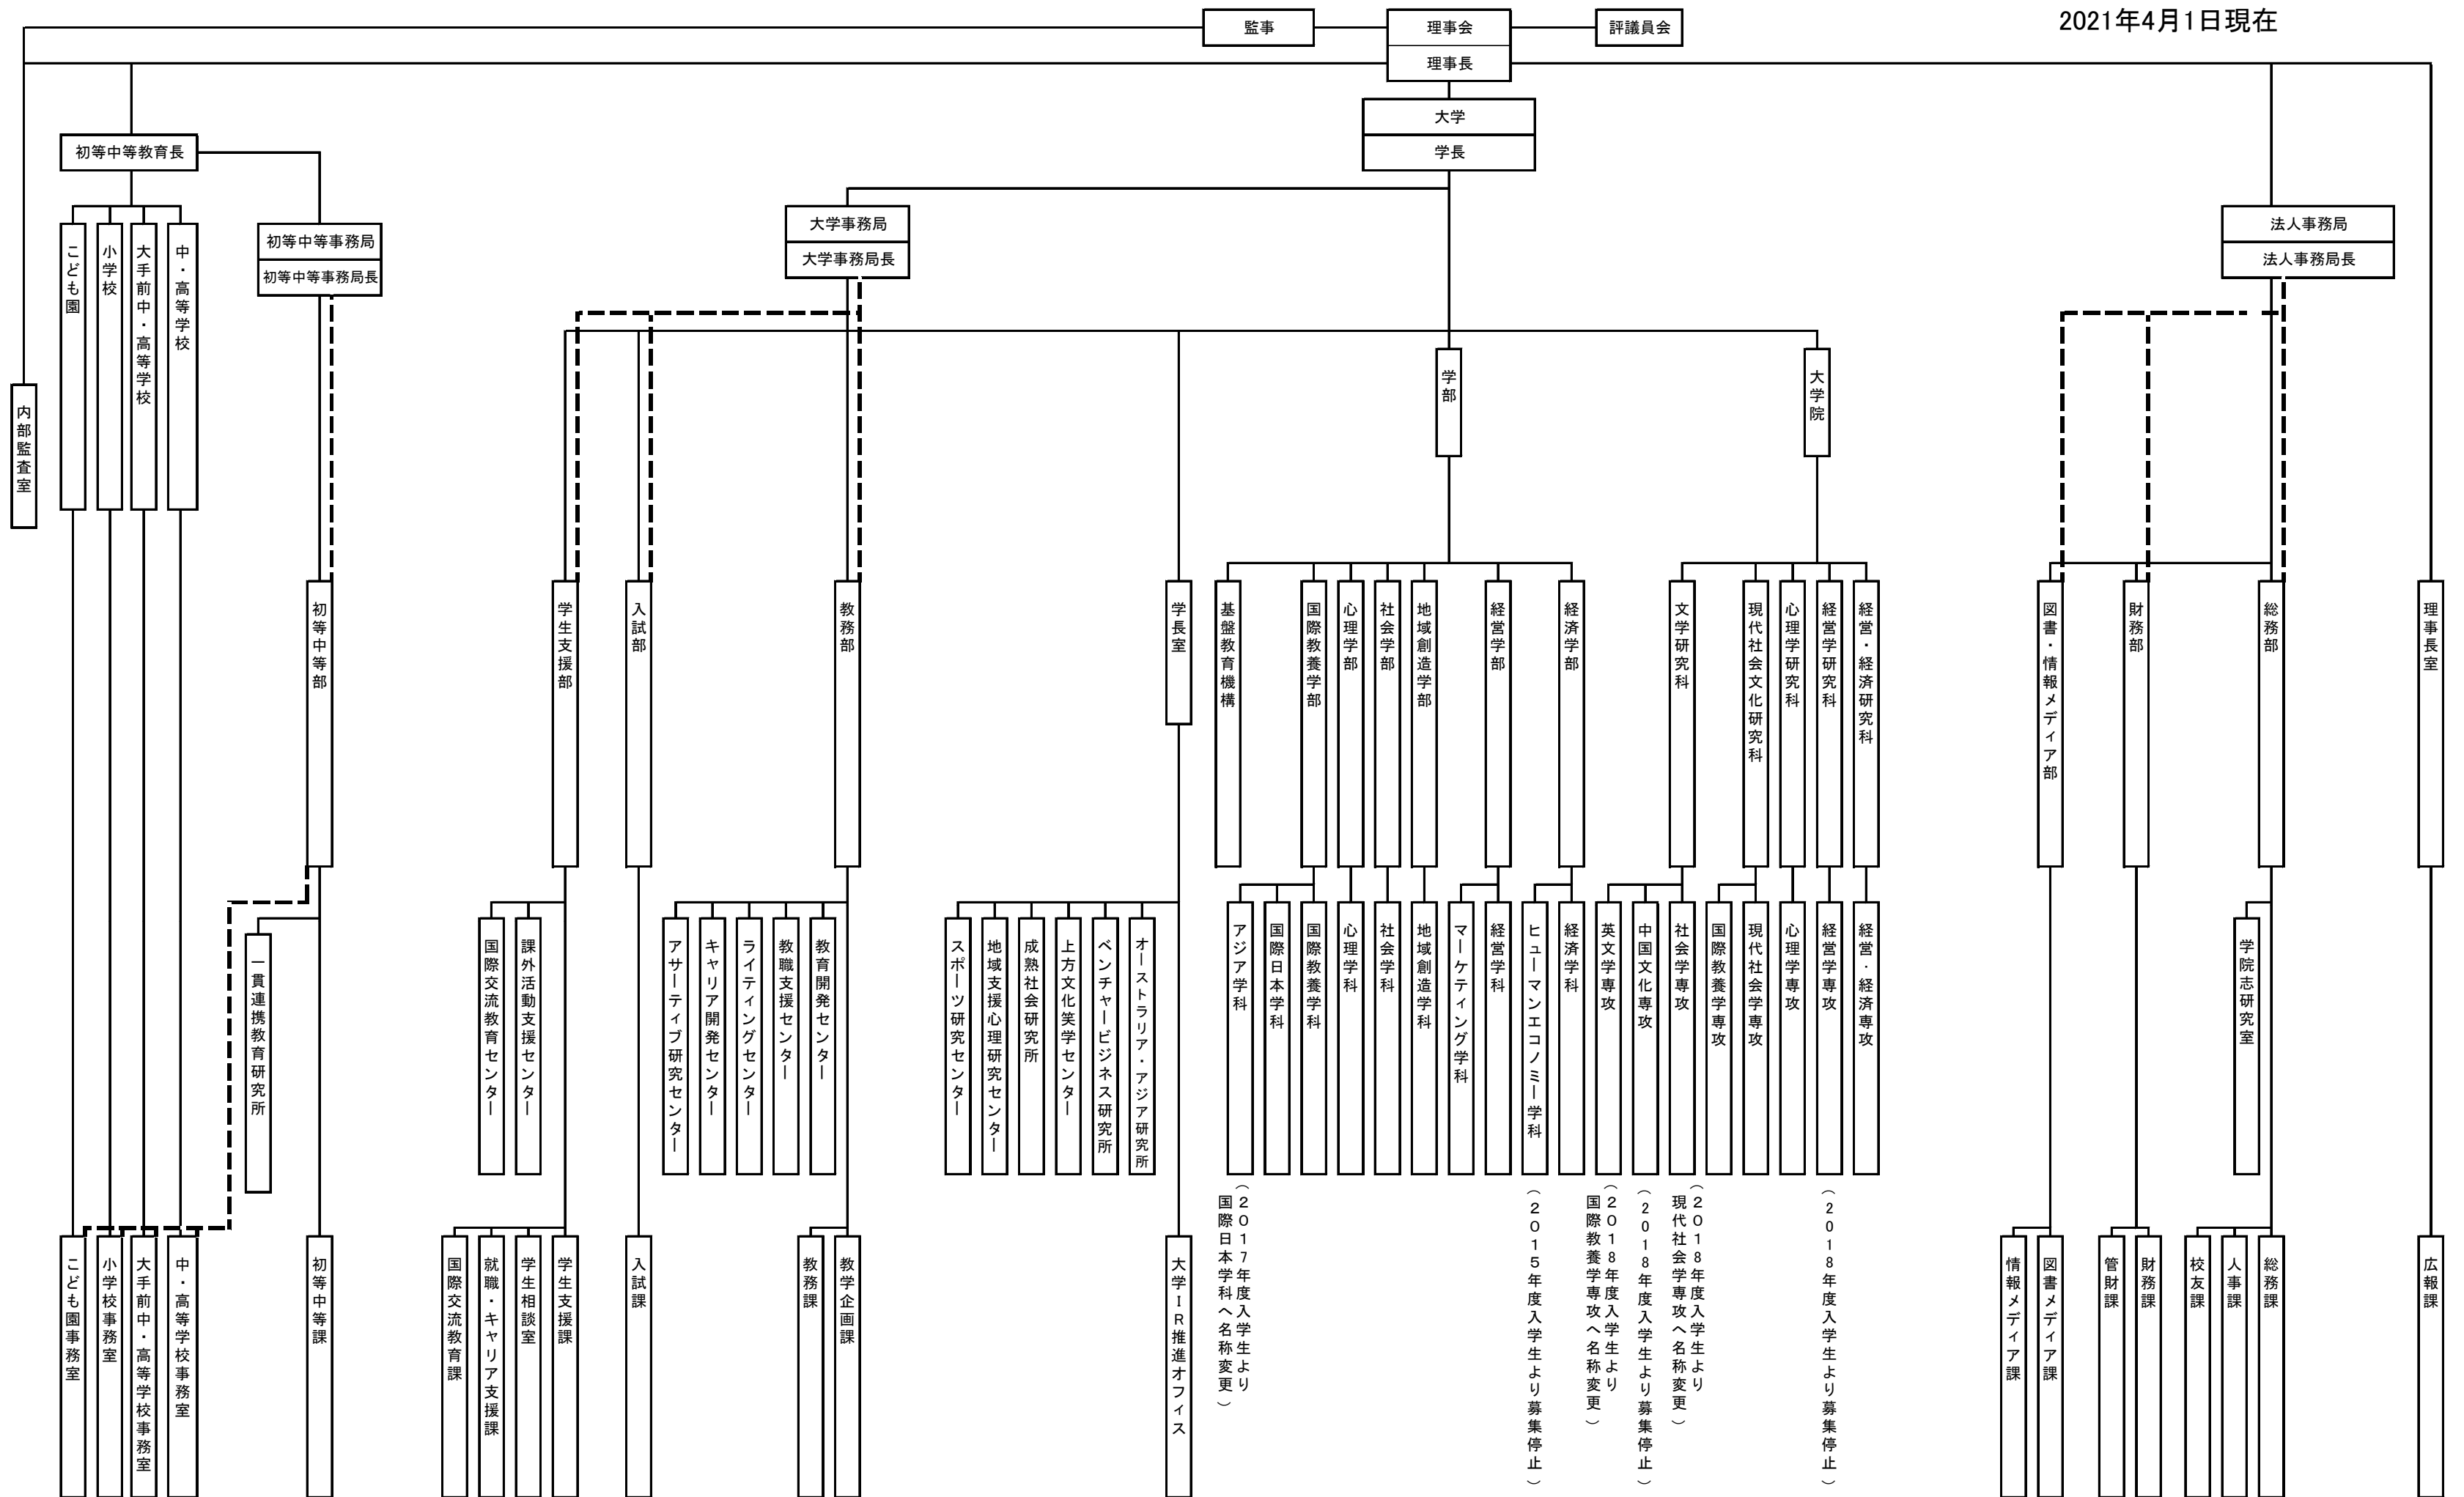 2021年4月1日現在
監事
理事会
評議員会
理事長
大学
学長
初等中等教育長
大学事務局
大学事務局長
法人事務局
法人事務局長
初等中等事務局
初等中等事務局長
こども園
小学校
大手前中・高等学校
中・高等学校
内部監査室
学部
大学院
初等中等部
学生支援部
入試部
教務部
学長室
基盤教育機構
国際教養学部
心理学部
社会学部
地域創造学部
経営学部
経済学部
文学研究科
現代社会文化研究科
心理学研究科
経営学研究科
経営・経済研究科
図書・情報メディア部
財務部
総務部
理事長室
一貫連携教育研究所
国際交流教育センター
課外活動支援センター
アサーティブ研究センター
キャリア開発センター
ライティングセンター
教職支援センター
教育開発センター
スポーツ研究センター
地域支援心理研究センター
成熟社会研究所
上方文化笑学センター
ベンチャービジネス研究所
オーストラリア・アジア研究所
アジア学科
国際日本学科
国際教養学科
心理学科
社会学科
地域創造学科
マーケティング学科
経営学科
ヒューマンエコノミー学科
経済学科
英文学専攻
中国文化専攻
社会学専攻
国際教養学専攻
現代社会学専攻
心理学専攻
経営学専攻
経営・経済専攻
学院志研究室
（２０１７年度入学生より
国際日本学科へ名称変更）
（２０１５年度入学生より募集停止）
（２０１８年度入学生より
国際教養学専攻へ名称変更）
（２０１８年度入学生より募集停止）
（２０１８年度入学生より
現代社会学専攻へ名称変更）
（２０１８年度入学生より募集停止）
こども園事務室
小学校事務室
大手前中・高等学校事務室
中・高等学校事務室
初等中等課
国際交流教育課
就職・キャリア支援課
学生相談室
学生支援課
入試課
教務課
教学企画課
大学ＩＲ推進オフィス
情報メディア課
図書メディア課
管財課
財務課
校友課
人事課
総務課
広報課